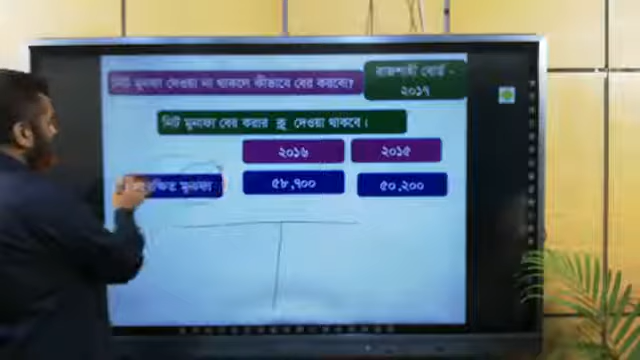 নিট মুনাফা দেওয়া না থাকলে কীভাবে বের করবো?
রাজশাহী বোর্ড -
২০১৭
নিট মুনাফা বের করার ক্লু দেওয়া থাকবে।
২০১৬ ২০১৫
মুনাফা ৫৮,৭০০ ৫০,২০০